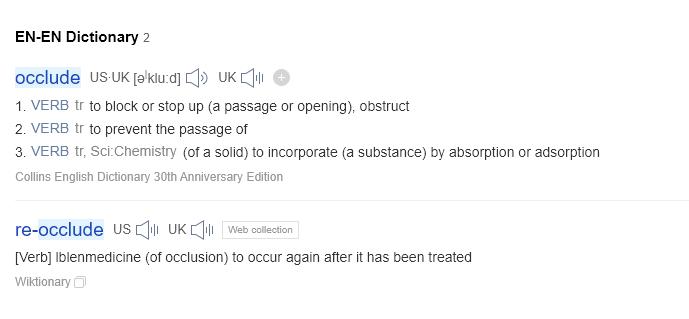 EN-EN Dictionary 2
occlude US·UK [əˈkluːd] UK
1. VERB tr to block or stop up (a passage or opening), obstruct
2. VERB tr to prevent the passage of
3. VERB tr, Sci:Chemistry (of a solid) to incorporate (a substance) by absorption or adsorption
Collins English Dictionary 30th Anniversary Edition
re-occlude US UK Web collection
[Verb] lblenmedicine (of occlusion) to occur again after it has been treated
Wiktionary